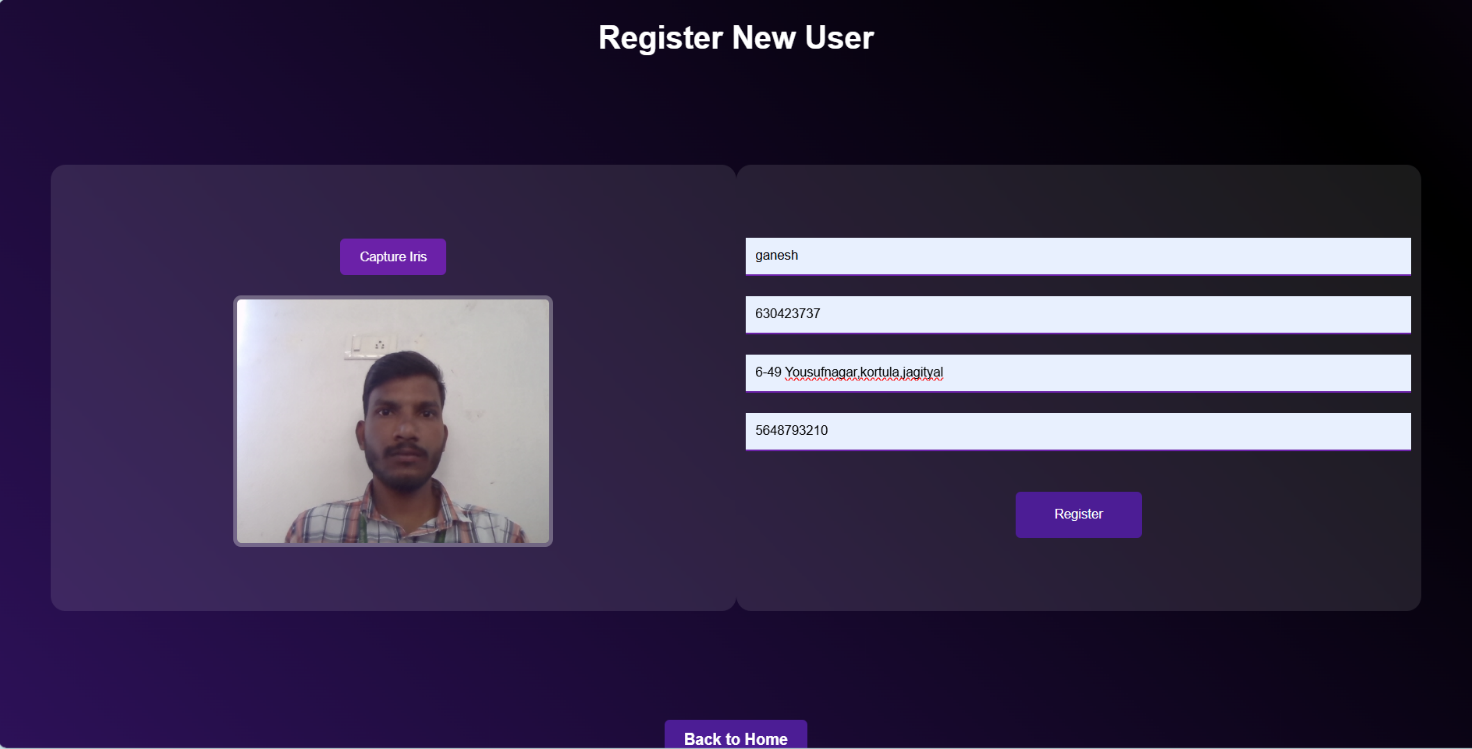 Register New User
Capture Iris
ganesh
630423737
6-49 Yousufnagar,kortula,jagityal
5648793210
Register
Back to Home